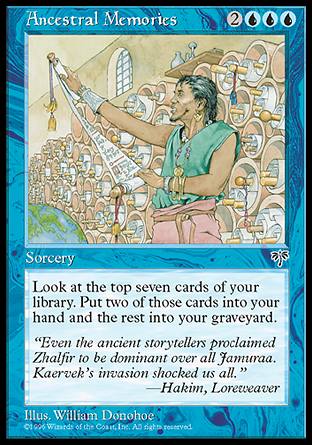 Ancestral Memories 2
Sorcery
Look at the top seven cards of your
library. Put two of those cards into your
hand and the rest into your graveyard.
"Even the ancient storytellers proclaimed
Zhalfir to be dominant over all Jamuraa.
Kaervek's invasion shocked us all."
—Hakim, Loreweaver
Illus. William Donohoe
©1996 Wizards of the Coast, Inc. All rights reserved.